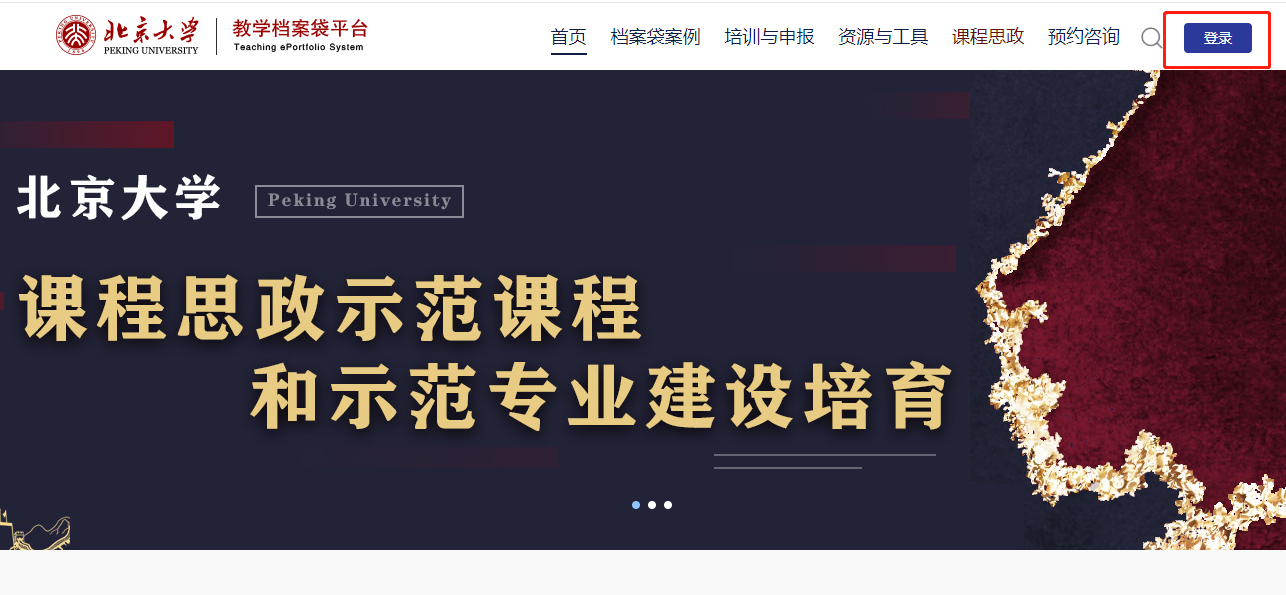 北京大学
PEKING UNIVERSITY
教学档案袋平台
Teaching ePortfolio System
首页 档案袋案例 培训与申报 资源与工具 课程思政 预约咨询 登录
北京大学 Peking University
课程思政示范课程
和示范专业建设培育